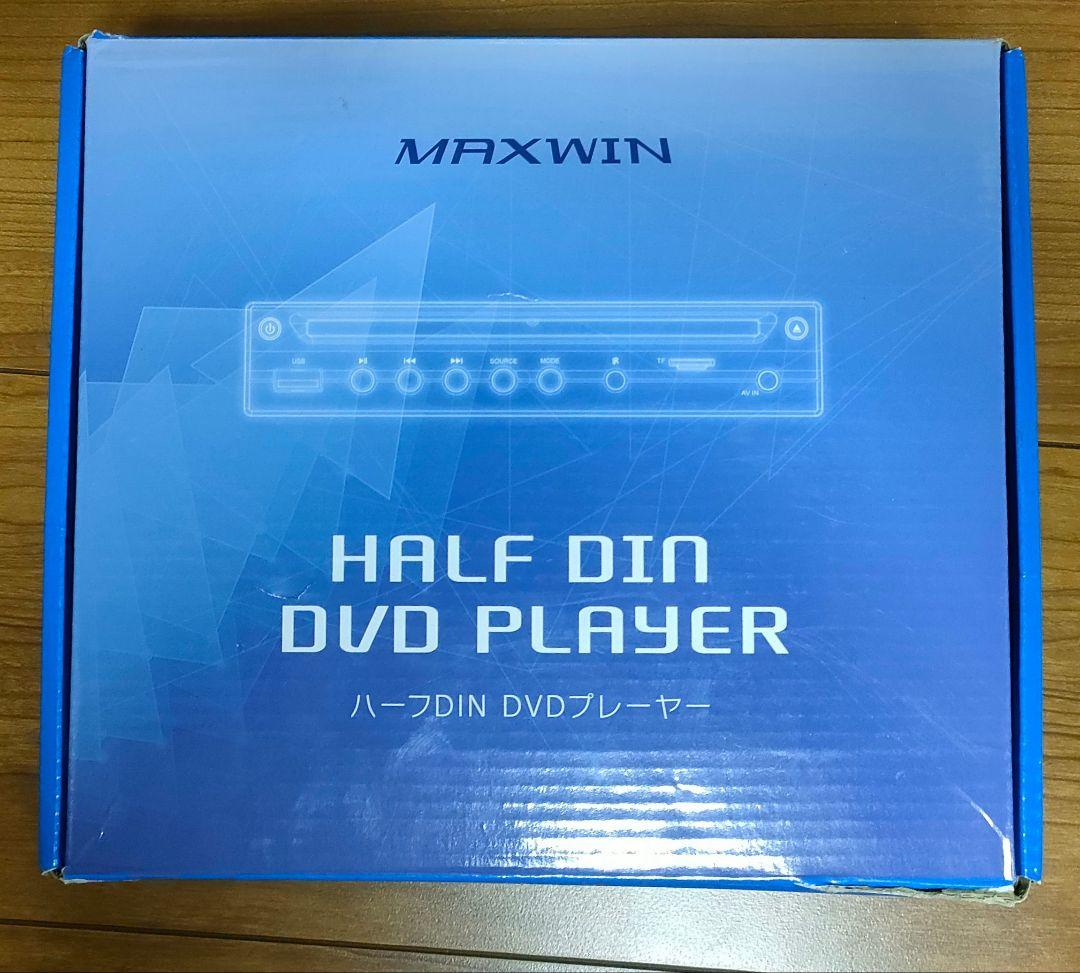 MAXWIN
USB
SOURCE
MODE
IR
TF
AV IN
HALF DIN
DVD PLAYER
ハーフDIN DVDプレーヤー